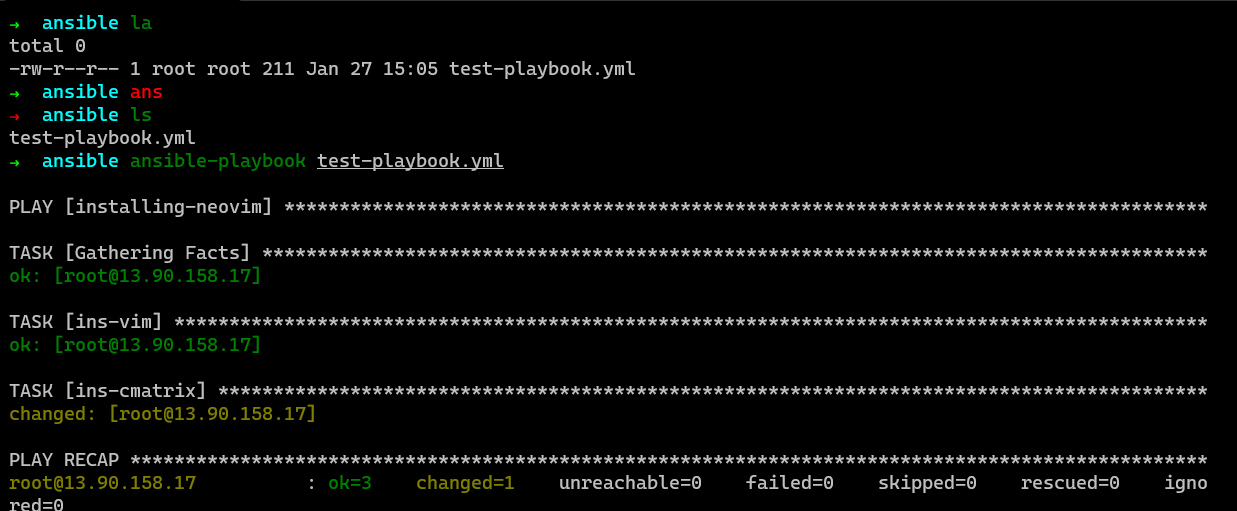 → ansible la
total 0
-rw-r--r-- 1 root root 211 Jan 27 15:05 test-playbook.yml
→ ansible ans
→ ansible ls
test-playbook.yml
→ ansible ansible-playbook test-playbook.yml
PLAY [installing-neovim] ************************************************************************************
TASK [Gathering Facts] **************************************************************************************
ok: [root@13.90.158.17]
TASK [ins-vim] **********************************************************************************************
ok: [root@13.90.158.17]
TASK [ins-cmatrix] ******************************************************************************************
changed: [root@13.90.158.17]
PLAY RECAP **************************************************************************************************
root@13.90.158.17 : ok=3 changed=1 unreachable=0 failed=0 skipped=0 rescued=0 igno
red=0